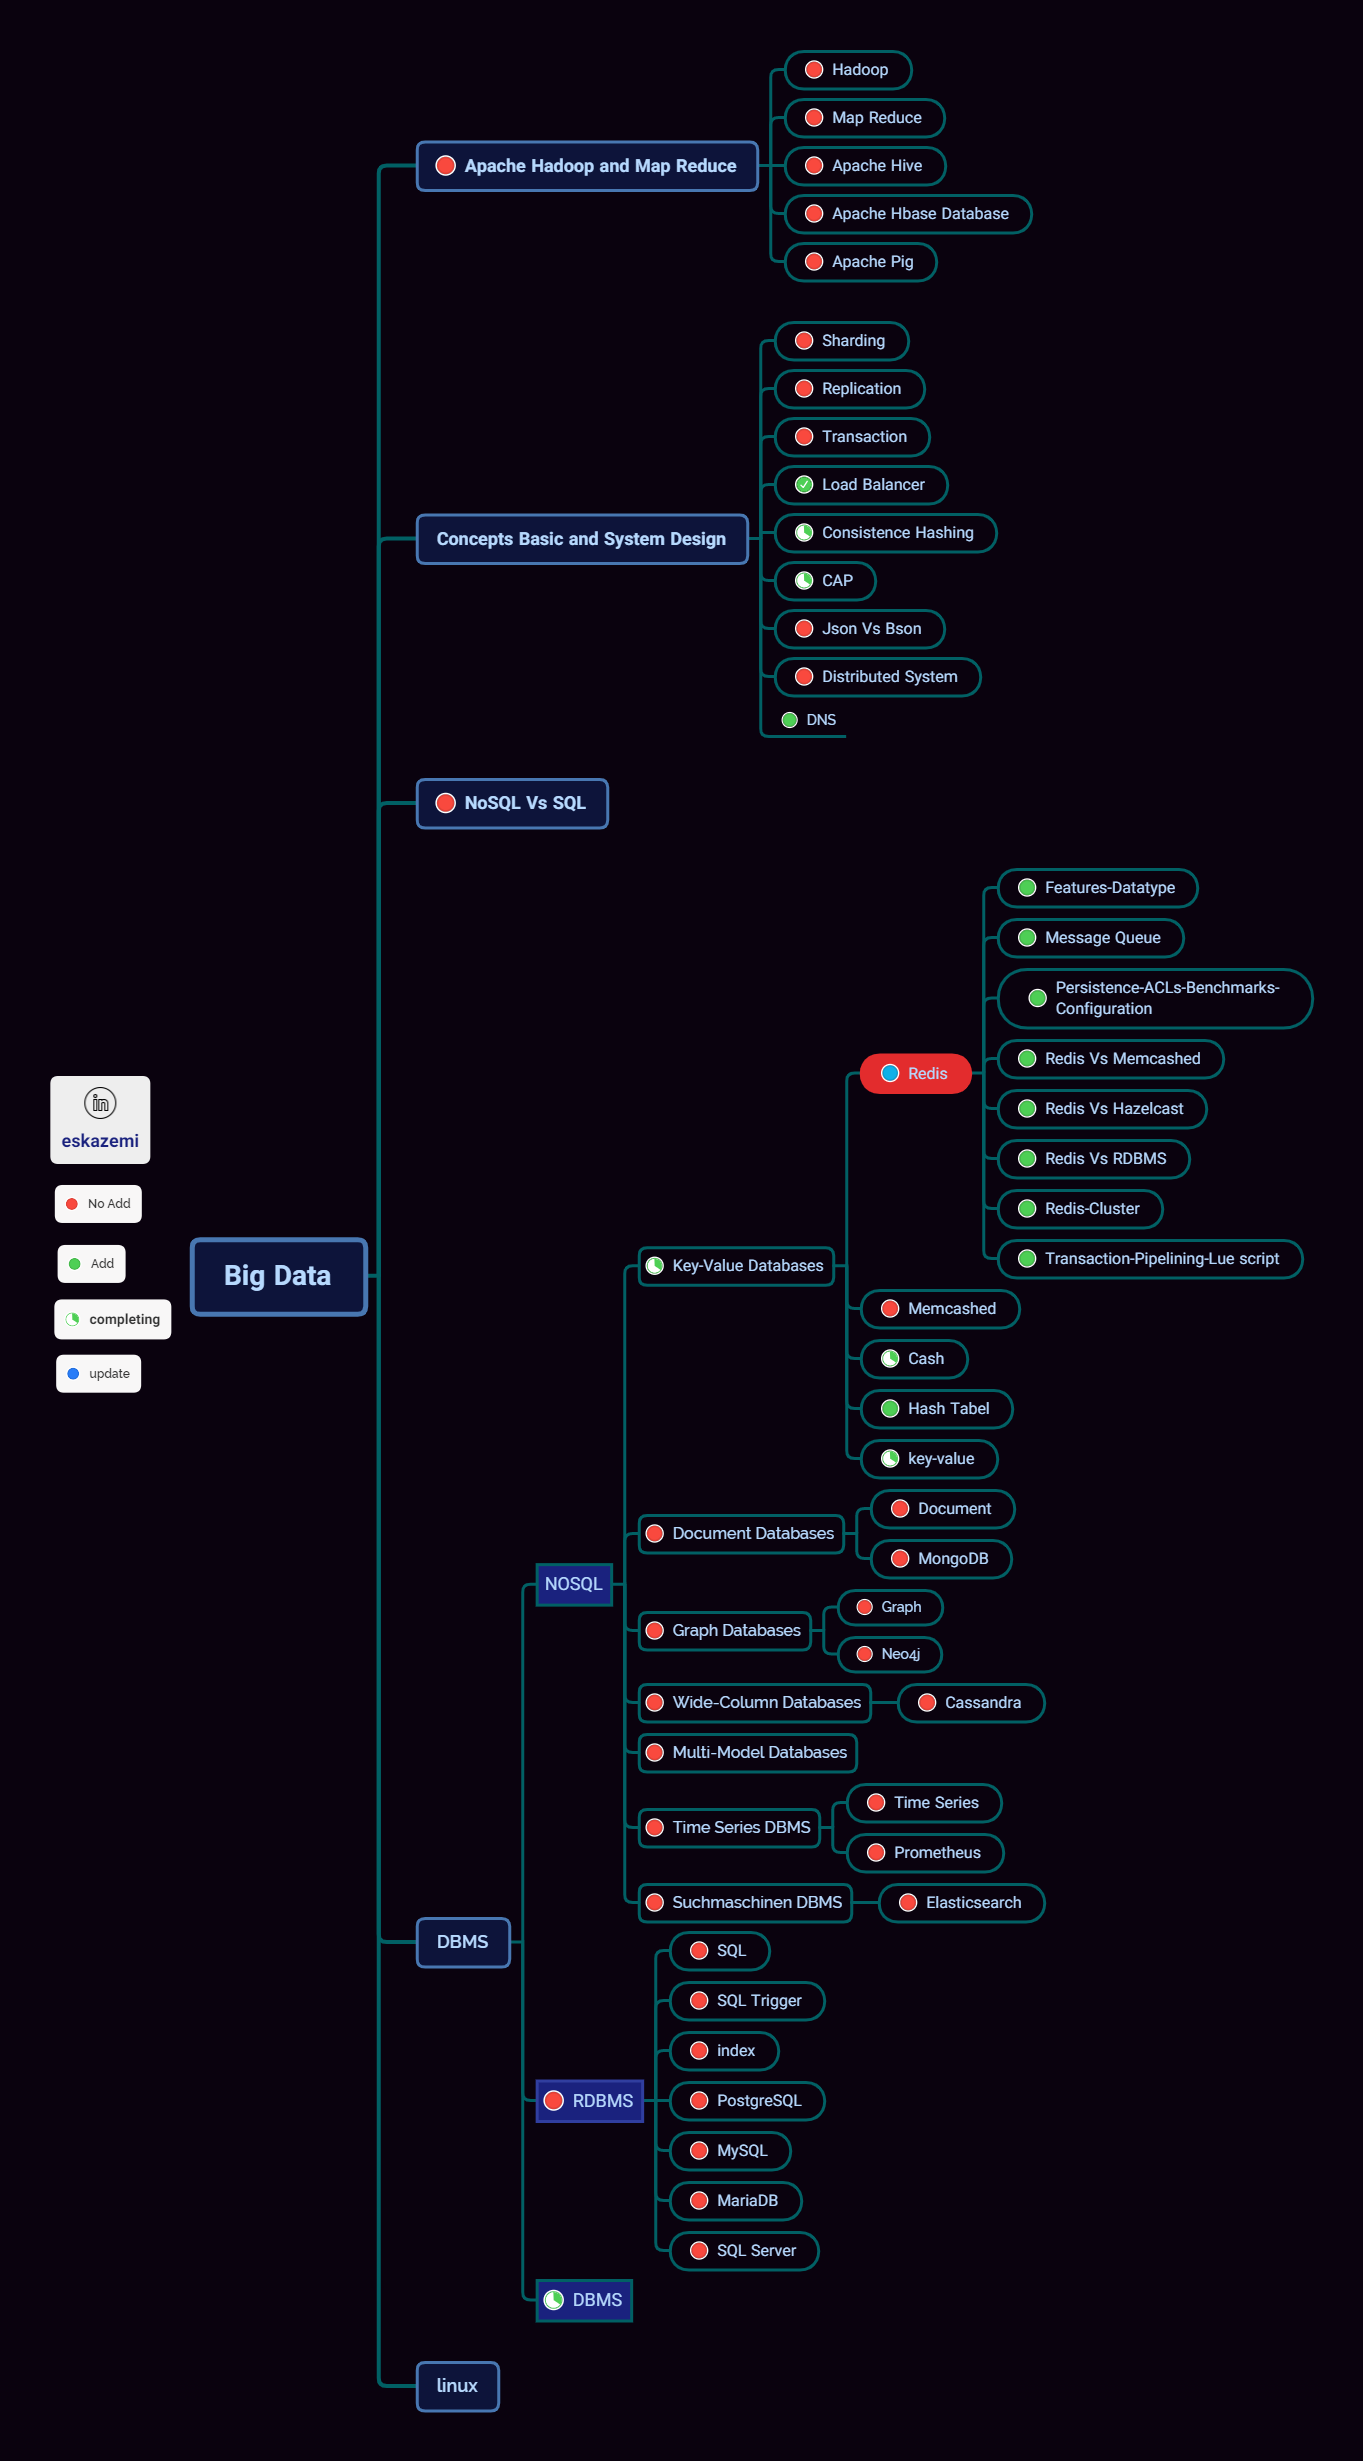 Hadoop
Map Reduce
Apache Hadoop and Map Reduce
Apache Hive
Apache Hbase Database
Apache Pig
Sharding
Replication
Transaction
Load Balancer
Concepts Basic and System Design
Consistence Hashing
CAP
Json Vs Bson
Distributed System
DNS
NoSQL Vs SQL
Features-Datatype
Message Queue
Persistence-ACLs-Benchmarks-
Configuration
Redis
Redis Vs Memcashed
Redis Vs Hazelcast
Redis Vs RDBMS
Redis-Cluster
Transaction-Pipelining-Lue script
in
eskazemi
No Add
Add
completing
update
Big Data
Key-Value Databases
Memcashed
Cash
Hash Tabel
key-value
Document Databases
Document
MongoDB
NOSQL
Graph Databases
Graph
Neo4j
Wide-Column Databases
Cassandra
Multi-Model Databases
Time Series DBMS
Time Series
Prometheus
Suchmaschinen DBMS
Elasticsearch
DBMS
SQL
SQL Trigger
index
RDBMS
PostgreSQL
MySQL
MariaDB
SQL Server
DBMS
linux